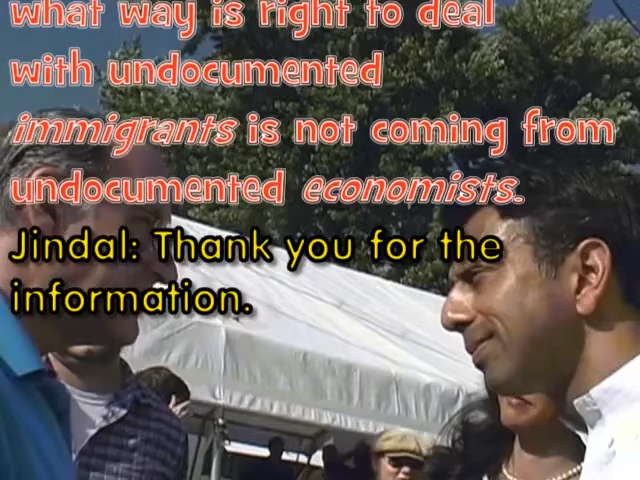 what way is right to deal
with undocumented
immigrants is not coming from
undocumented economists.
Jindal: Thank you for the
information.